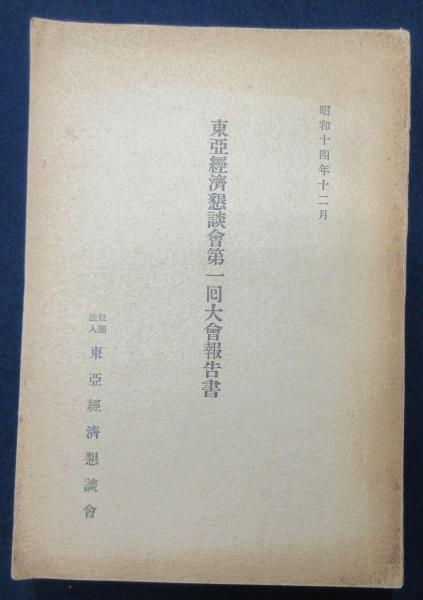 昭和十四年十二月
東亞經濟懇談會第一囘大會報告書
社團法人 東亞經濟懇談會